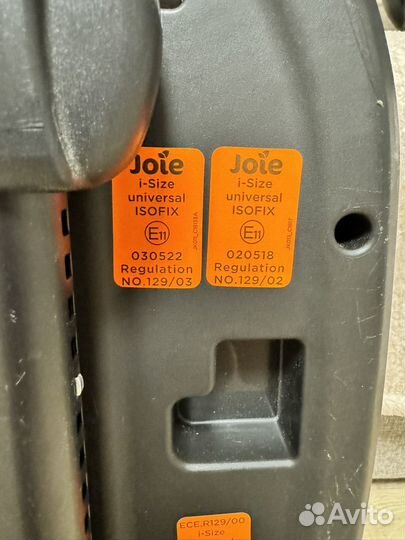 Joie
i-Size
universal
ISOFIX
E11
030522
Regulation
NO.129/03
Joie
i-Size
universal
ISOFIX
E11
020518
Regulation
NO.129/02
ECE.R129/00
i-Size
Avito